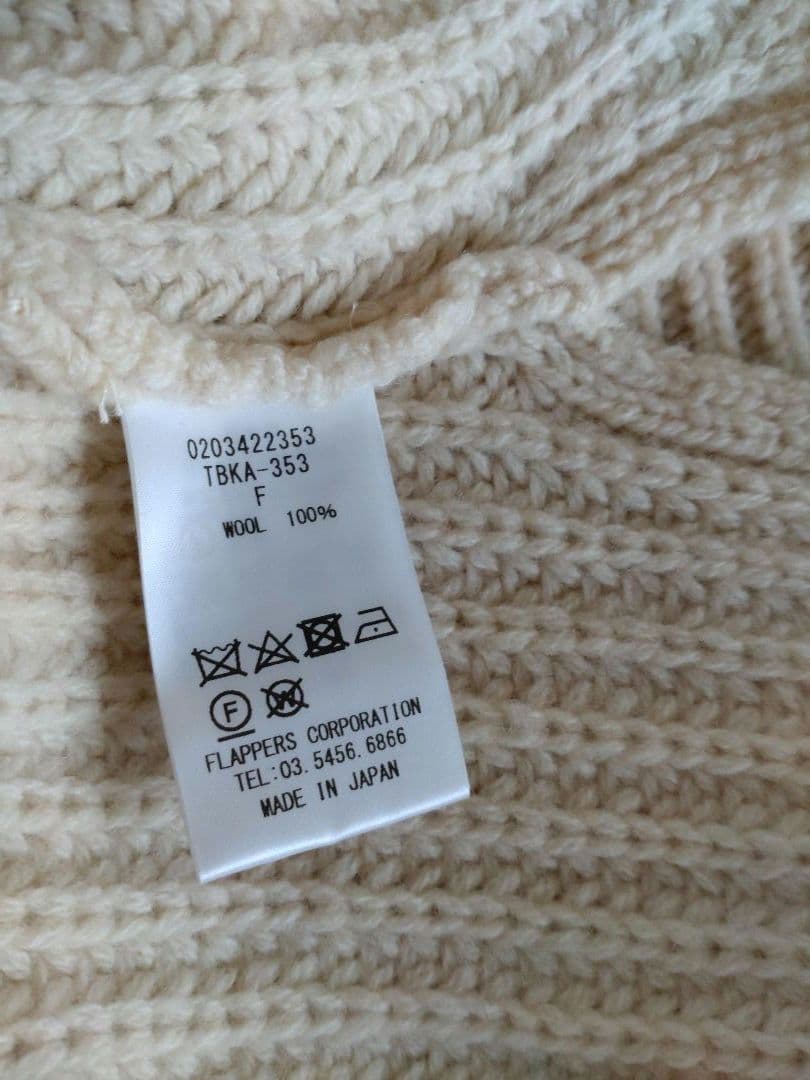 0203422353
TBKA-353
F
WOOL 100%
F W
FLAPPERS CORPORATION
TEL:03.5456.6866
MADE IN JAPAN